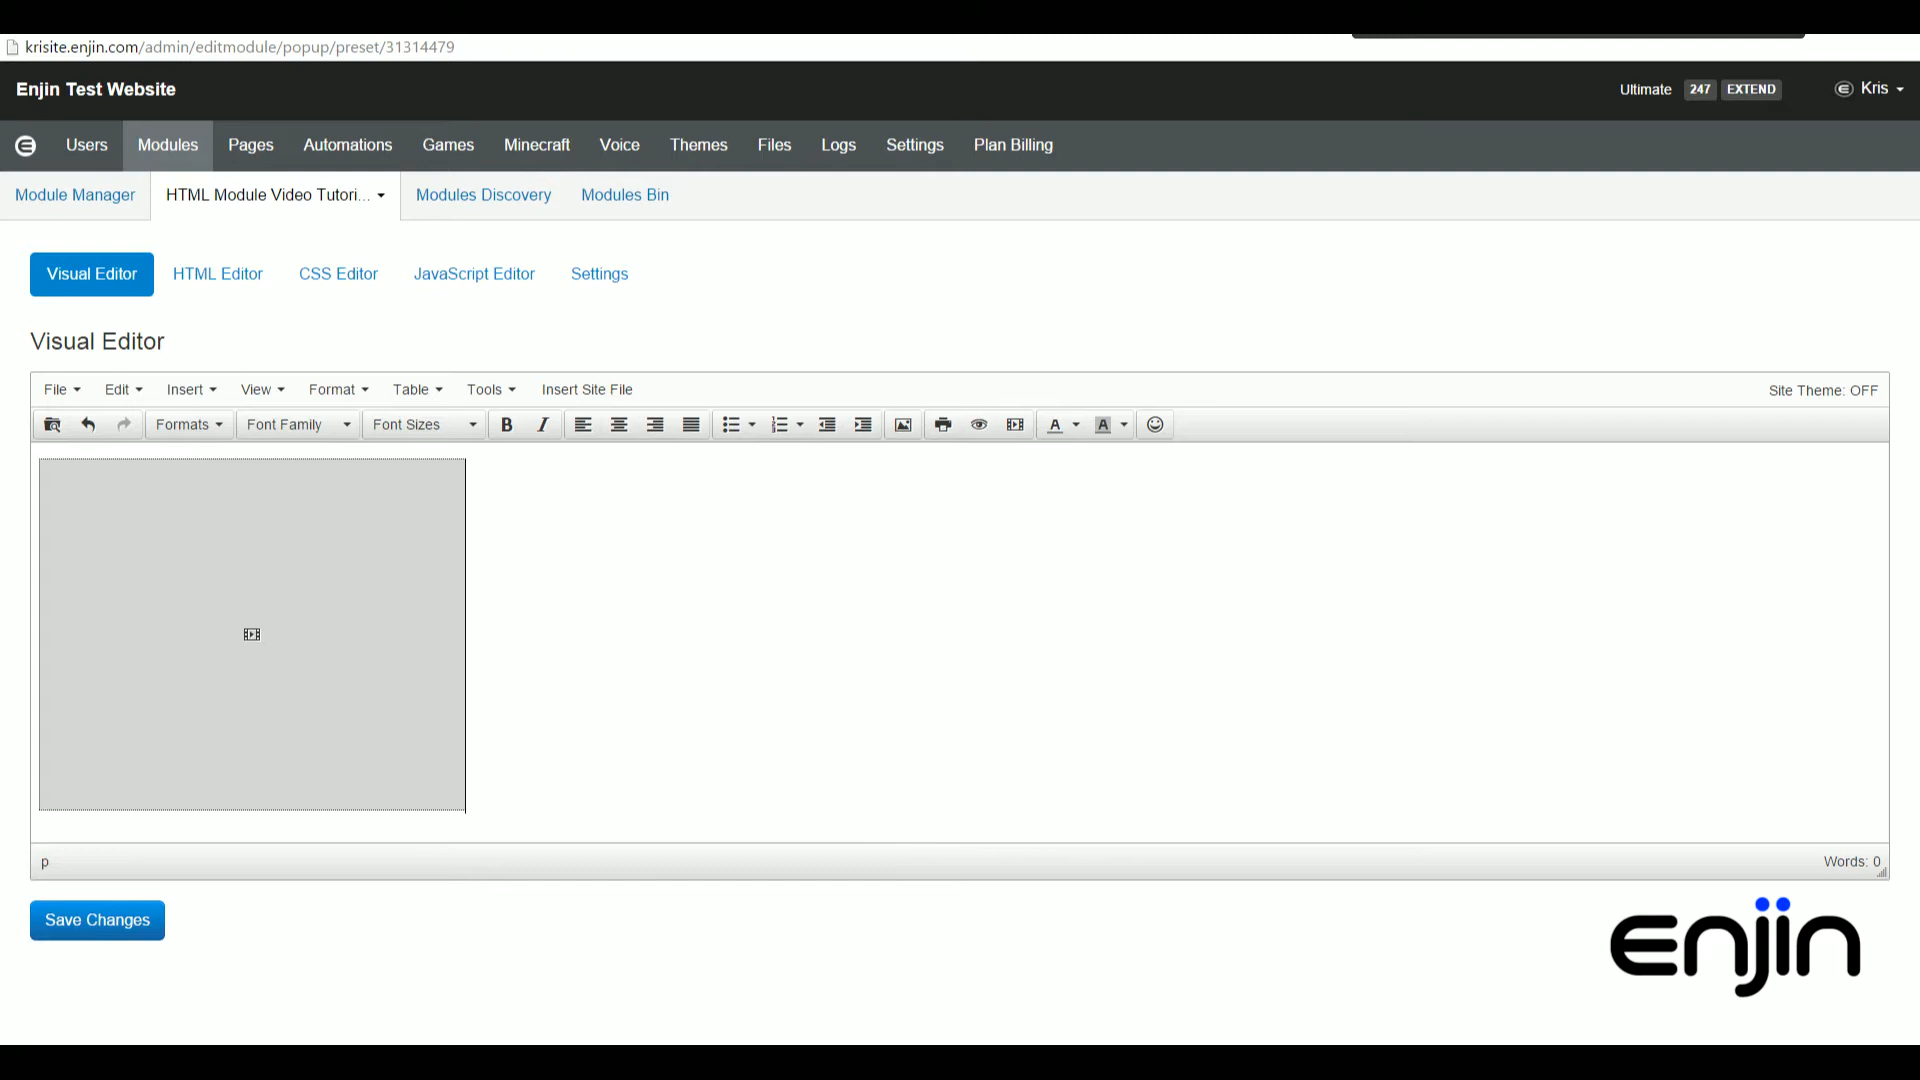 krisite.enjin.com/admin/editmodule/popup/preset/31314479
Enjin Test Website
Ultimate 247 EXTEND Kris
Users Modules Pages Automations Games Minecraft Voice Themes Files Logs Settings Plan Billing
Module Manager HTML Module Video Tutori... Modules Discovery Modules Bin
Visual Editor HTML Editor CSS Editor JavaScript Editor Settings
Visual Editor
File Edit Insert View Format Table Tools Insert Site File Site Theme: OFF
Formats Font Family Font Sizes B I A A
p Words: 0
Save Changes
enjin